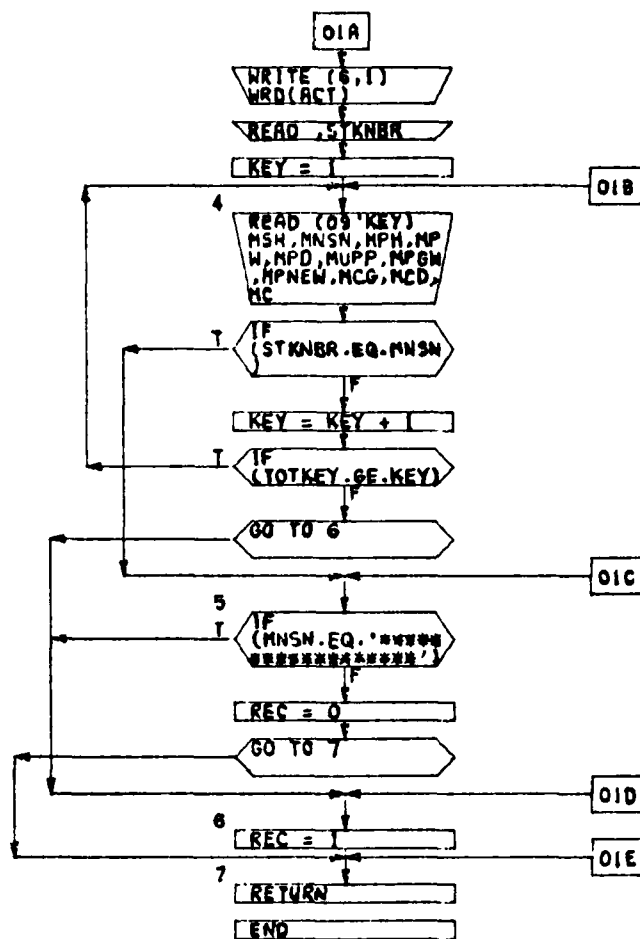 01A
WRITE (6,1)
WRD(ACT)
READ ,STKNBR
KEY = 1
01B
4
READ (09'KEY)
MSH,MNSN,MPH,MP
W,MPD,MUPP,MPGW
,MPNEW,MCG,MCD,
MC
T
IF
(STKNBR.EQ.MNSN
)
F
KEY = KEY + 1
T
IF
(TOTKEY.GE.KEY)
F
GO TO 6
01C
5
T
IF
(MNSN.EQ.'*****
*************')
F
REC = 0
GO TO 7
01D
6
REC = 1
01E
7
RETURN
END